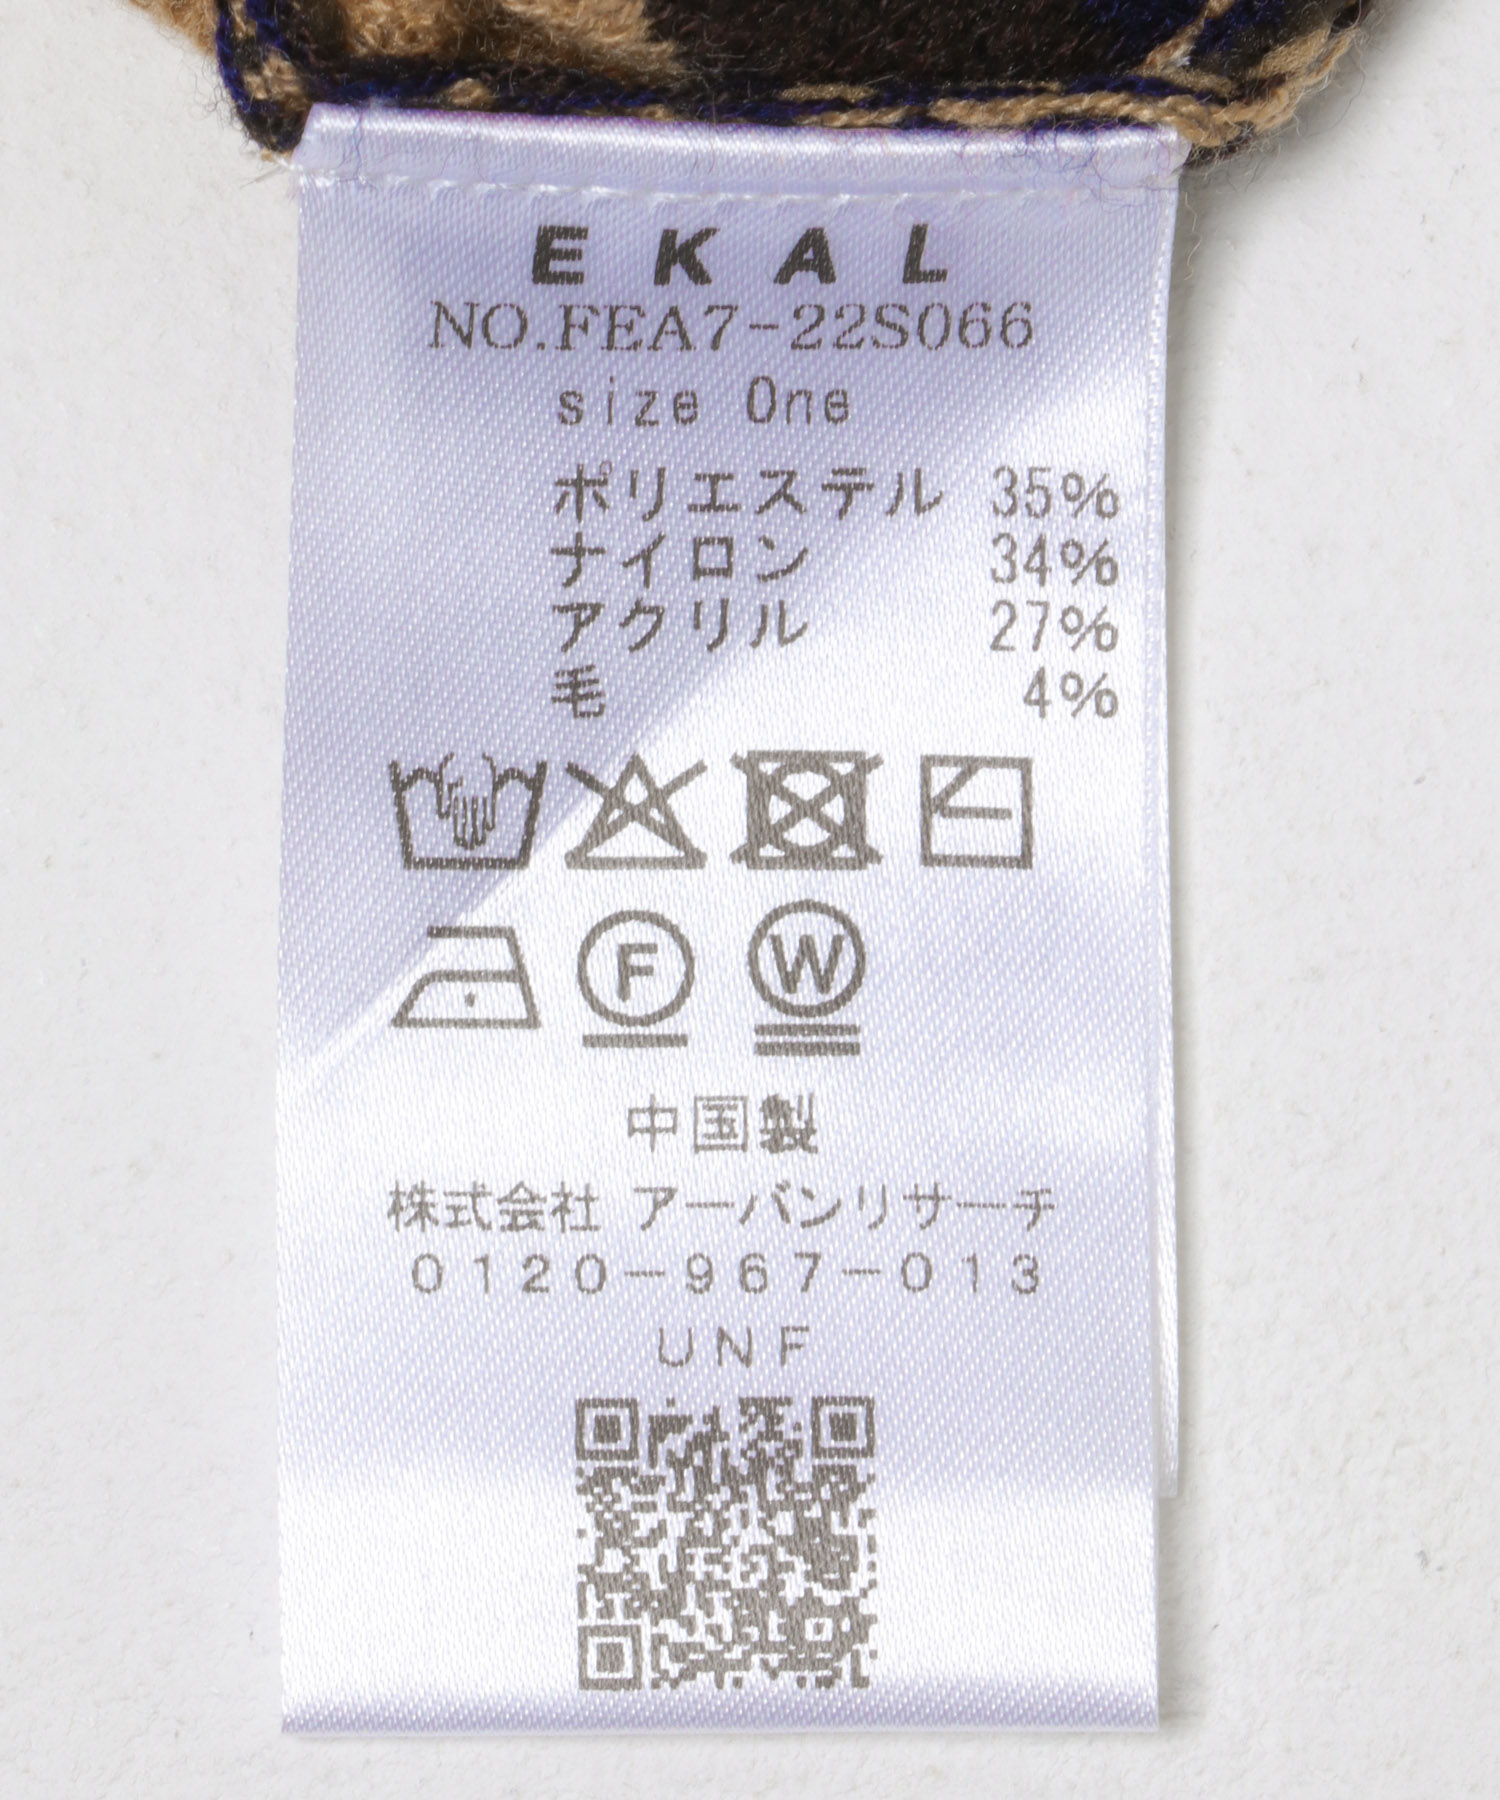 EKAL
NO.FEA7-22S066
size One
ポリエステル 35%
ナイロン 34%
アクリル 27%
毛 4%
F W
中国製
株式会社 アーバンリサーチ
0120-967-013
UNF